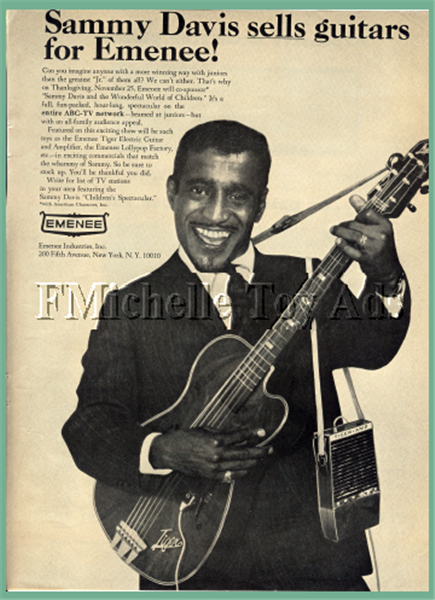 Sammy Davis sells guitars
for Emenee!
Can you imagine anyone with a more winning way with juniors
than the greatest "Jr." of them all? We can't either. That's why
on Thanksgiving, November 25, Emenee will co-sponsor*
"Sammy Davis and the Wonderful World of Children." It's a
full, fun-packed, hour-long, spectacular on the
entire ABC-TV network—beamed at juniors—but
with an all-family audience appeal.
Featured on this exciting show will be such
toys as the Emenee Tiger Electric Guitar
and Amplifier, the Emenee Lollypop Factory,
etc.—in exciting commercials that match
the whammy of Sammy. So be sure to
stock up. You'll be thankful you did.
Write for list of TV stations
in your area featuring the
Sammy Davis "Children's Spectacular."
*with American Character, Inc.
EMENEE
Emenee Industries, Inc.
200 Fifth Avenue, New York, N. Y. 10010
FMichelle Toy Ads
TIGER-AMP
Tiger